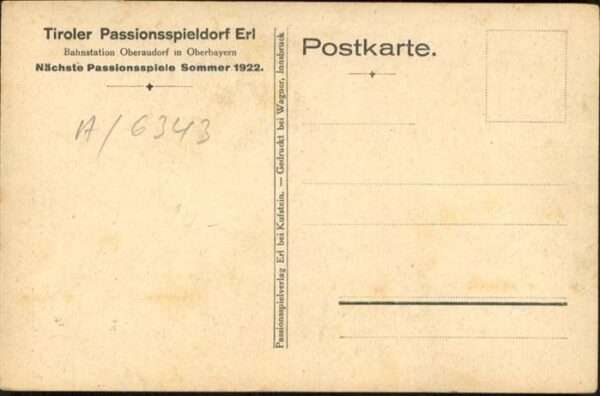 Tiroler Passionsspieldorf Erl
Bahnstation Oberaudorf in Oberbayern
Nächste Passionsspiele Sommer 1922.
A/6343
Passionsspielverlag Erl bei Kufstein. — Gedruckt bei Wagner, Innsbruck
Postkarte.